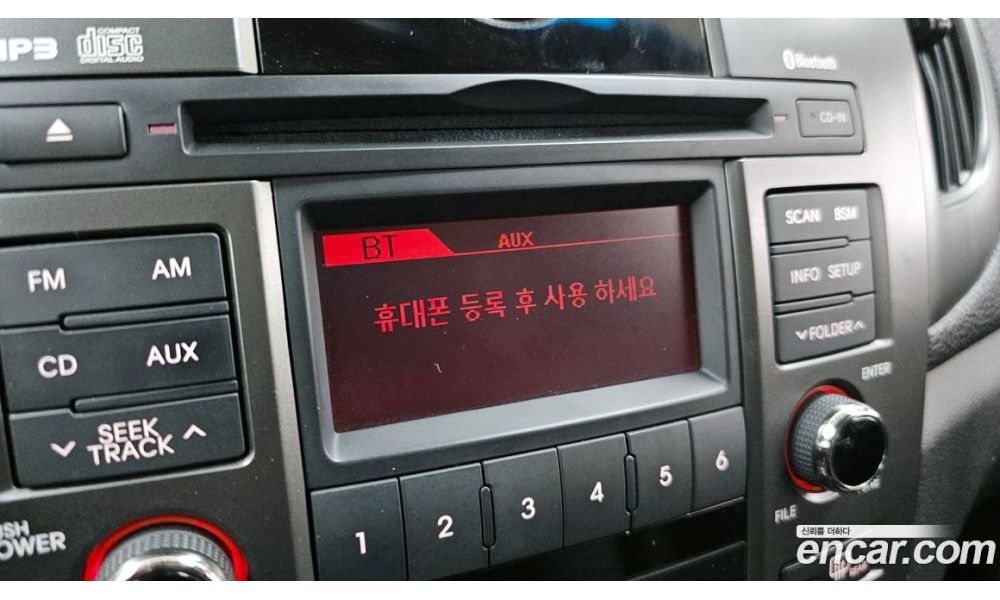 MP3
COMPACT
disc
DIGITAL AUDIO
Bluetooth
CD-IN
SCAN BSM
BT AUX
FM AM
INFO SETUP
휴대폰 등록 후 사용 하세요
FOLDER
CD AUX
ENTER
SEEK
TRACK
1 2 3 4 5 6
FILE
POWER
신뢰를 더하다
encar.com